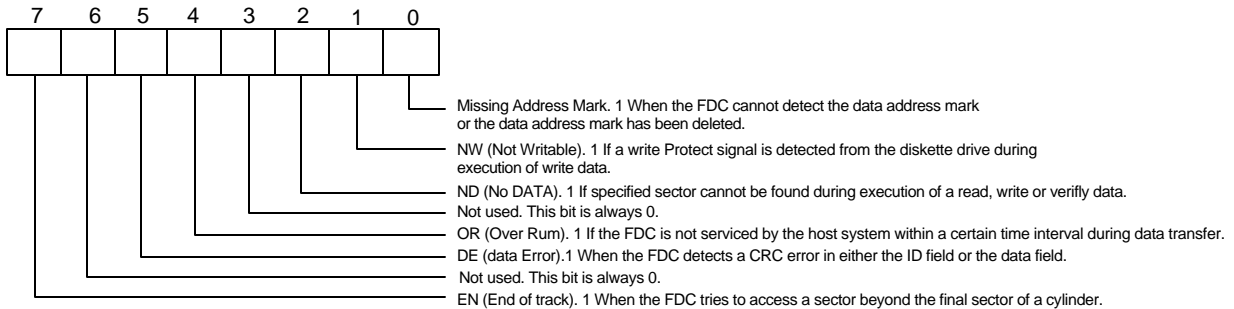 7 6 5 4 3 2 1 0
Missing Address Mark. 1 When the FDC cannot detect the data address mark
or the data address mark has been deleted.
NW (Not Writable). 1 If a write Protect signal is detected from the diskette drive during
execution of write data.
ND (No DATA). 1 If specified sector cannot be found during execution of a read, write or verifly data.
Not used. This bit is always 0.
OR (Over Rum). 1 If the FDC is not serviced by the host system within a certain time interval during data transfer.
DE (data Error).1 When the FDC detects a CRC error in either the ID field or the data field.
Not used. This bit is always 0.
EN (End of track). 1 When the FDC tries to access a sector beyond the final sector of a cylinder.